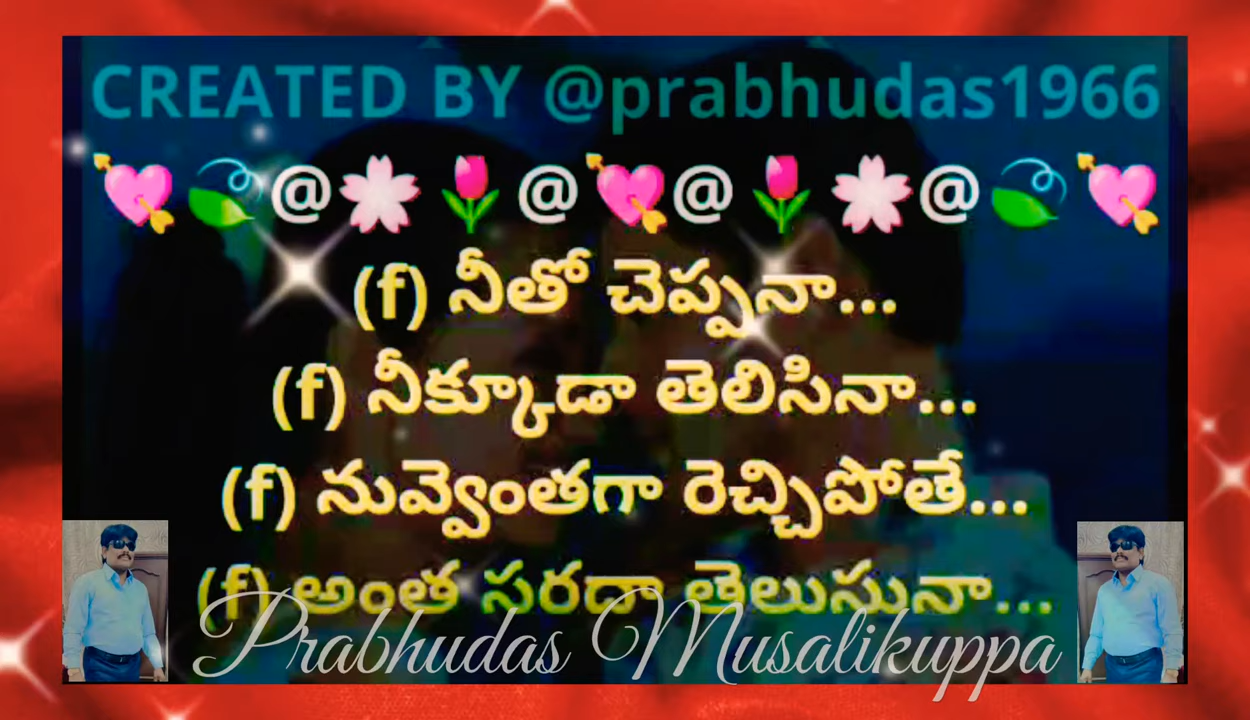 CREATED BY @prabhudas1966
💘🍃@🌸🌷@💘@🌷🌸@🍃💘
(f) నీతో చెప్పనా...
(f) నీక్కూడా తెలిసినా...
(f) నువ్వెంతగా రెచ్చిపోతే...
(f) అంత సరదా తెలుసునా...
Prabhudas Musalikuppa